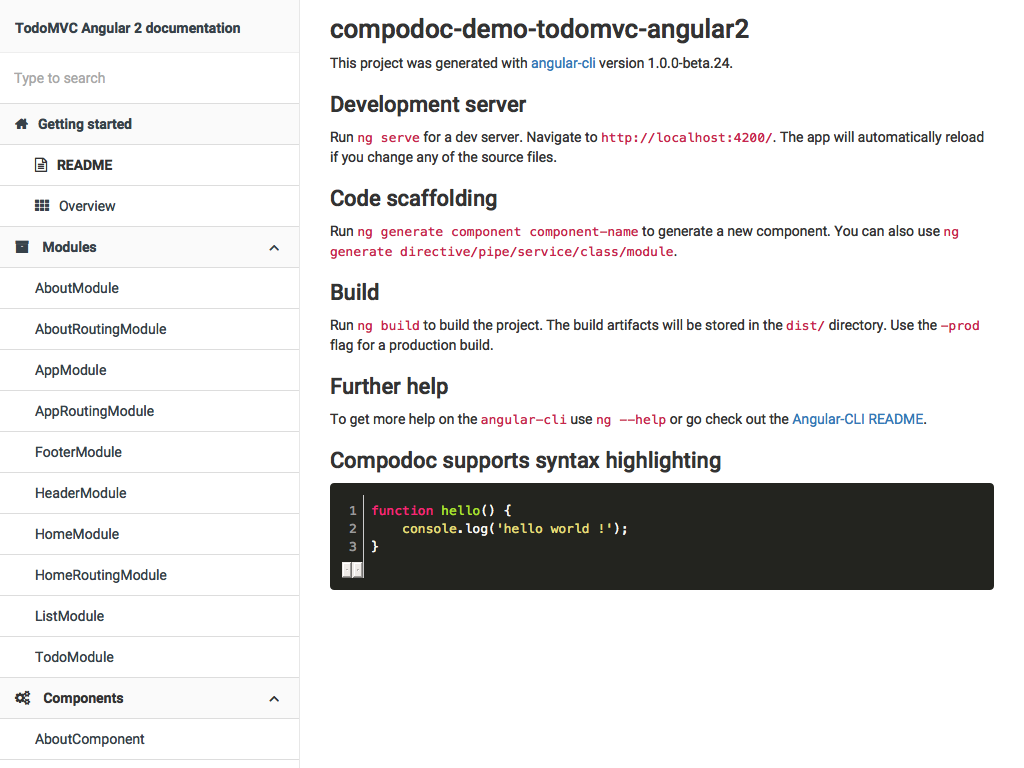 TodoMVC Angular 2 documentation
Type to search
Getting started
README
Overview
Modules
AboutModule
AboutRoutingModule
AppModule
AppRoutingModule
FooterModule
HeaderModule
HomeModule
HomeRoutingModule
ListModule
TodoModule
Components
AboutComponent
compodoc-demo-todomvc-angular2
This project was generated with angular-cli version 1.0.0-beta.24.
Development server
Run ng serve for a dev server. Navigate to http://localhost:4200/. The app will automatically reload
if you change any of the source files.
Code scaffolding
Run ng generate component component-name to generate a new component. You can also use ng
generate directive/pipe/service/class/module.
Build
Run ng build to build the project. The build artifacts will be stored in the dist/ directory. Use the -prod
flag for a production build.
Further help
To get more help on the angular-cli use ng --help or go check out the Angular-CLI README.
Compodoc supports syntax highlighting
1 function hello() {
2     console.log('hello world !');
3 }